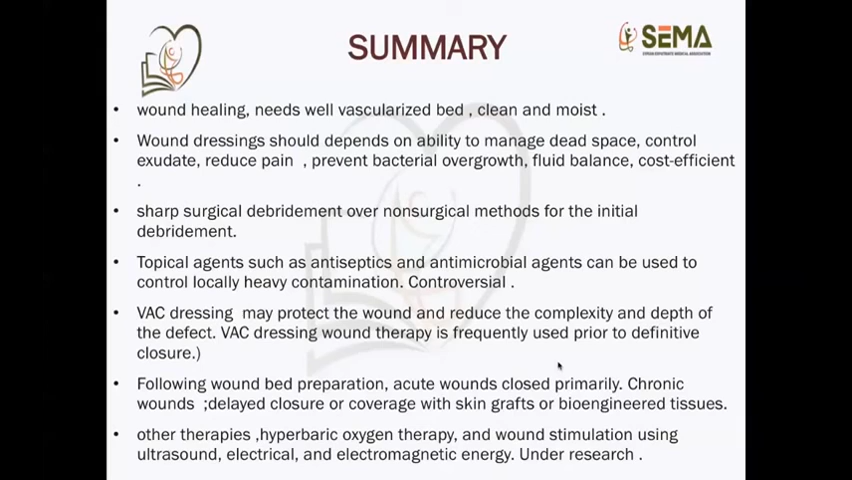 SUMMARY
SEMA
SYRIAN EXPATRIATE MEDICAL ASSOCIATION
• wound healing, needs well vascularized bed , clean and moist .
• Wound dressings should depends on ability to manage dead space, control
exudate, reduce pain , prevent bacterial overgrowth, fluid balance, cost-efficient
.
• sharp surgical debridement over nonsurgical methods for the initial
debridement.
• Topical agents such as antiseptics and antimicrobial agents can be used to
control locally heavy contamination. Controversial .
• VAC dressing may protect the wound and reduce the complexity and depth of
the defect. VAC dressing wound therapy is frequently used prior to definitive
closure.)
• Following wound bed preparation, acute wounds closed primarily. Chronic
wounds ;delayed closure or coverage with skin grafts or bioengineered tissues.
• other therapies ,hyperbaric oxygen therapy, and wound stimulation using
ultrasound, electrical, and electromagnetic energy. Under research .